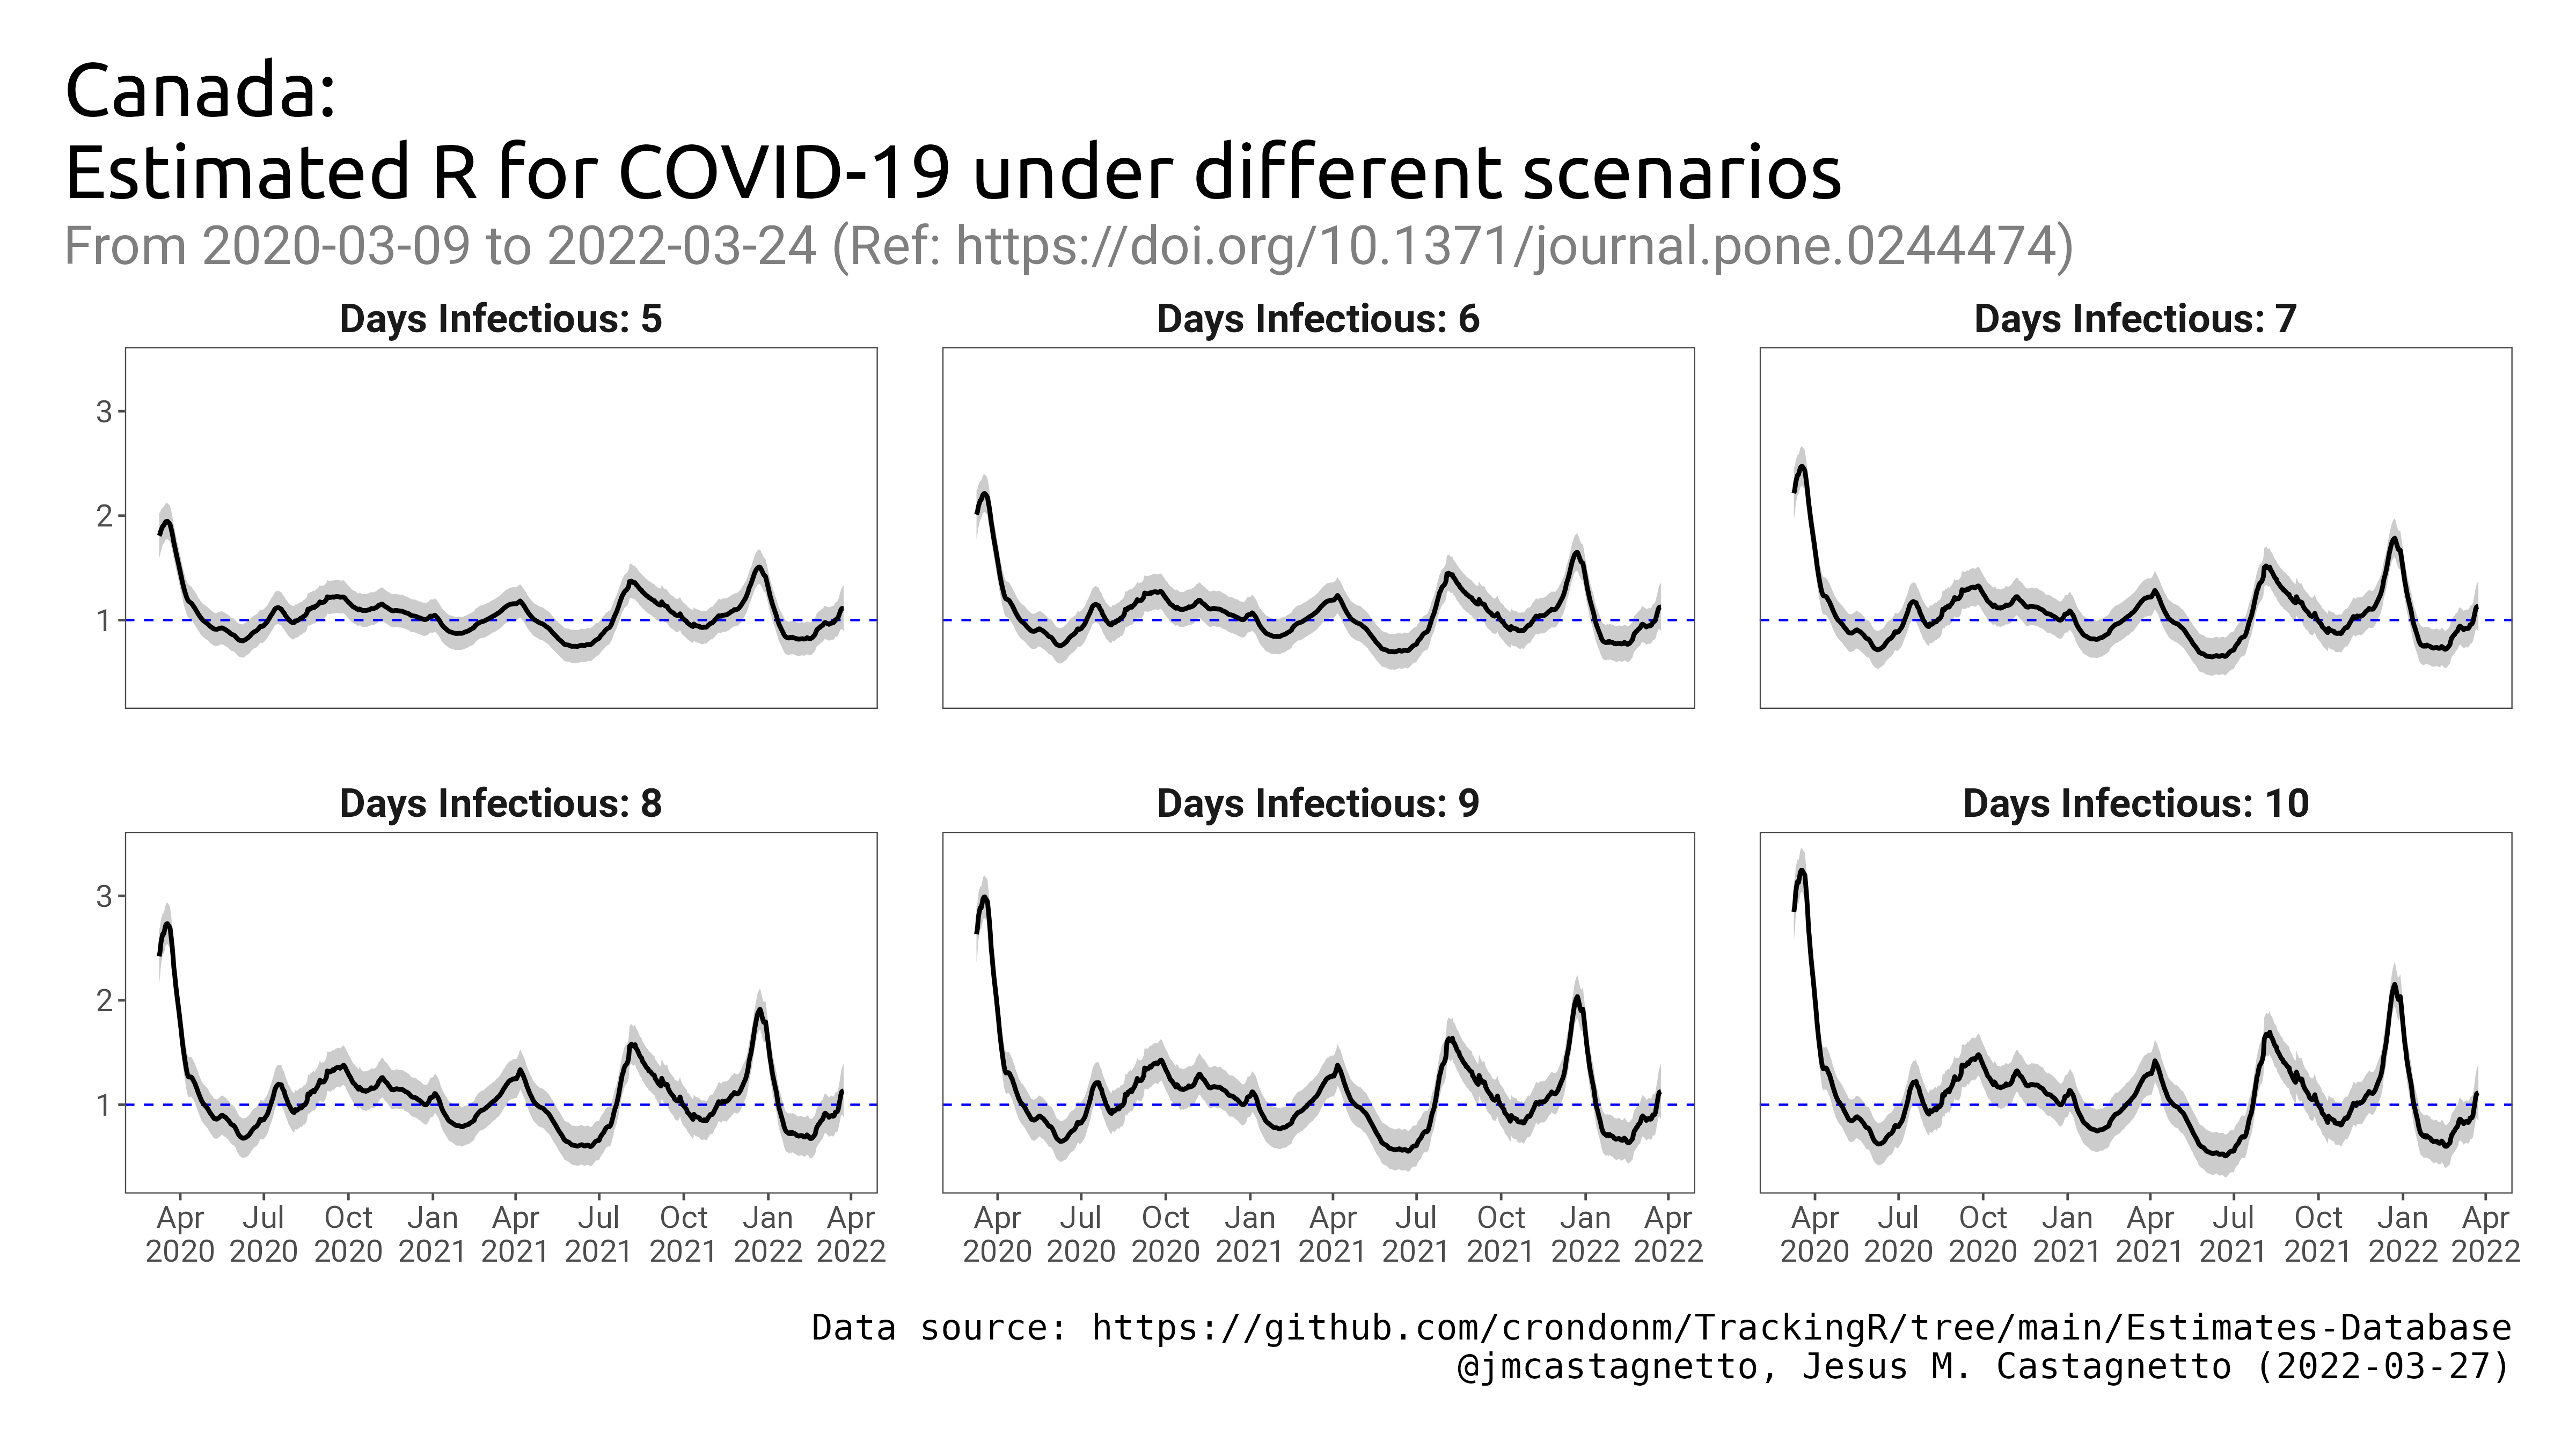 Canada:
Estimated R for COVID-19 under different scenarios
From 2020-03-09 to 2022-03-24 (Ref: https://doi.org/10.1371/journal.pone.0244474)
Days Infectious: 5
Days Infectious: 6
Days Infectious: 7
3
2
1
Days Infectious: 8
Days Infectious: 9
Days Infectious: 10
3
2
1
Apr Jul Oct Jan Apr Jul Oct Jan Apr
2020 2020 2020 2021 2021 2021 2021 2022 2022
Apr Jul Oct Jan Apr Jul Oct Jan Apr
2020 2020 2020 2021 2021 2021 2021 2022 2022
Apr Jul Oct Jan Apr Jul Oct Jan Apr
2020 2020 2020 2021 2021 2021 2021 2022 2022
Data source: https://github.com/crondonm/TrackingR/tree/main/Estimates-Database
@jmcastagnetto, Jesus M. Castagnetto (2022-03-27)